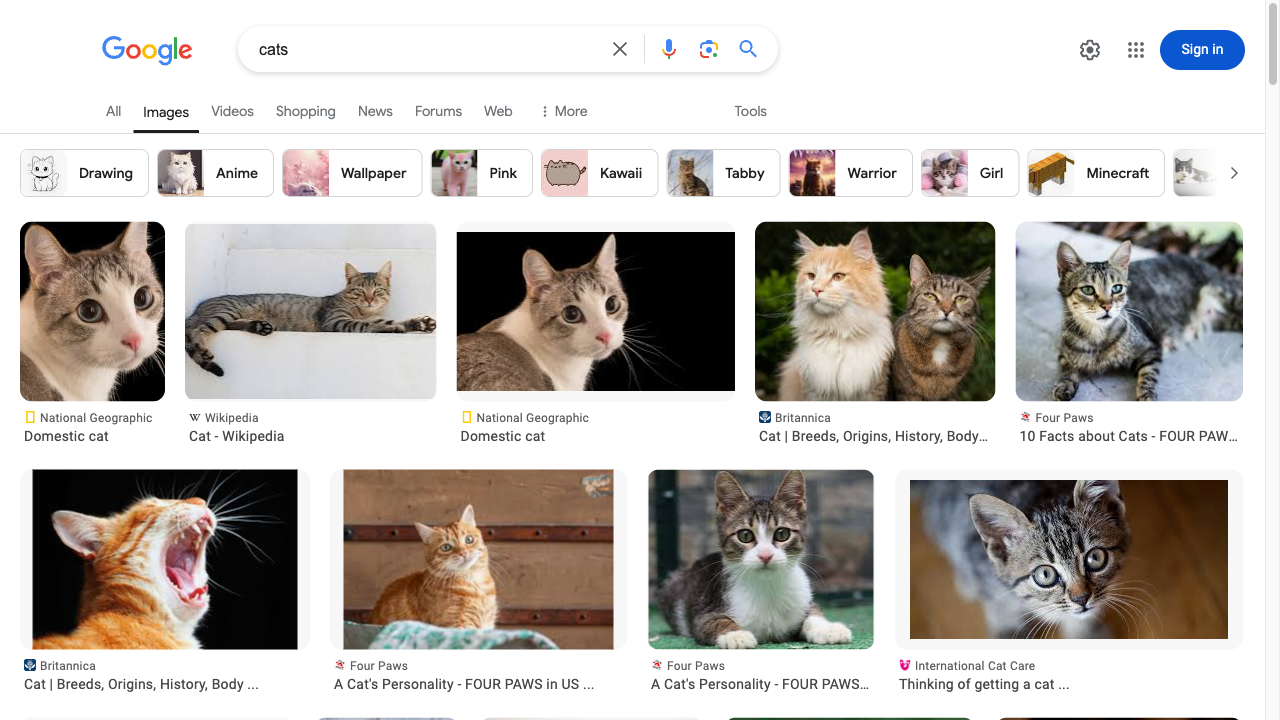 Google
cats
Sign in
All
Images
Videos
Shopping
News
Forums
Web
More
Tools
Drawing
Anime
Wallpaper
Pink
Kawaii
Tabby
Warrior
Girl
Minecraft
National Geographic
Domestic cat
W Wikipedia
Cat - Wikipedia
National Geographic
Domestic cat
Britannica
Cat | Breeds, Origins, History, Body...
Four Paws
10 Facts about Cats - FOUR PAW...
Britannica
Cat | Breeds, Origins, History, Body ...
Four Paws
A Cat's Personality - FOUR PAWS in US ...
Four Paws
A Cat's Personality - FOUR PAWS...
International Cat Care
Thinking of getting a cat ...